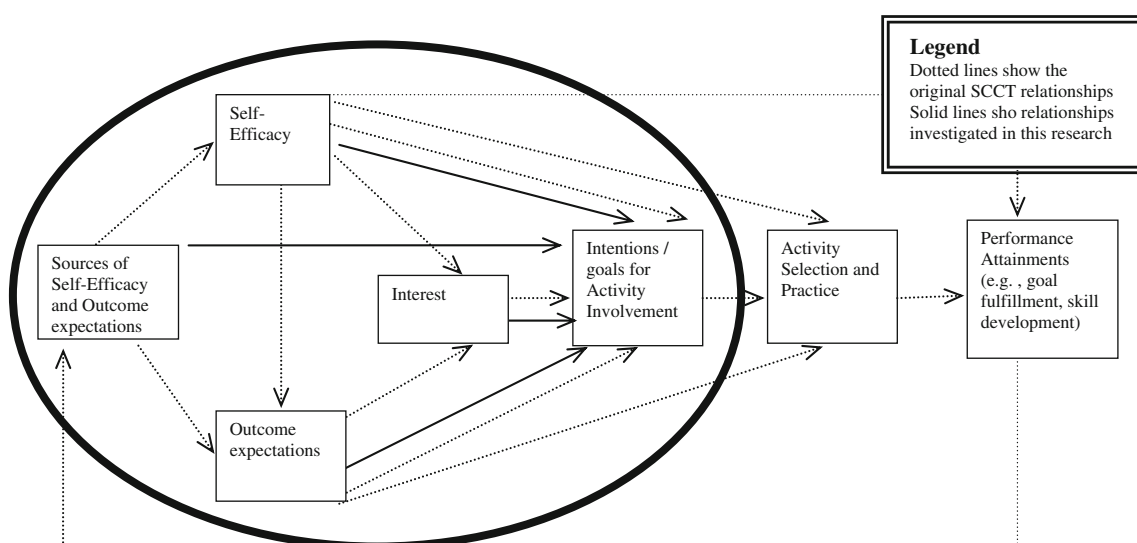 Legend
Dotted lines show the
original SCCT relationships
Solid lines sho relationships
investigated in this research
Self-
Efficacy
Sources of
Self-Efficacy
and Outcome
expectations
Interest
Intentions /
goals for
Activity
Involvement
Activity
Selection and
Practice
Performance
Attainments
(e.g. , goal
fulfillment, skill
development)
Outcome
expectations